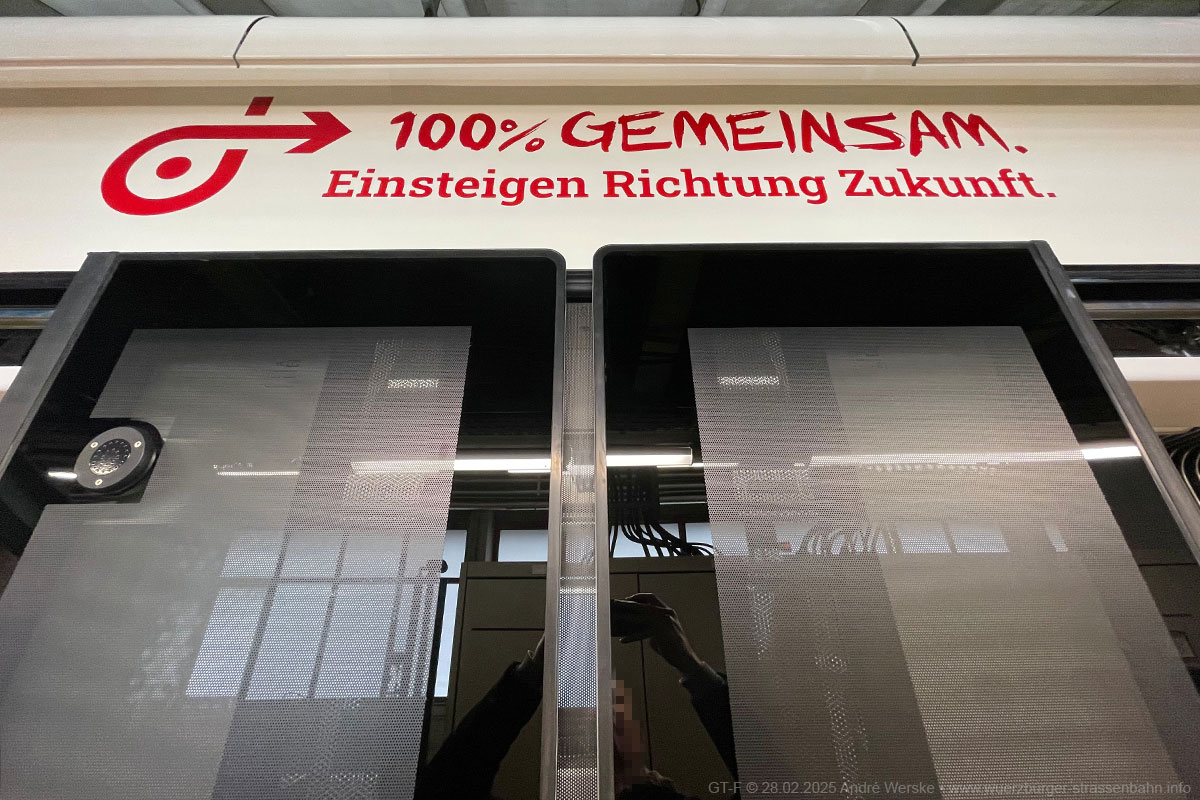 100% GEMEINSAM.
Einsteigen Richtung Zukunft.
GT-F © 28.02.2025 André Werske • www.wuerzburger-strassenbahn.info